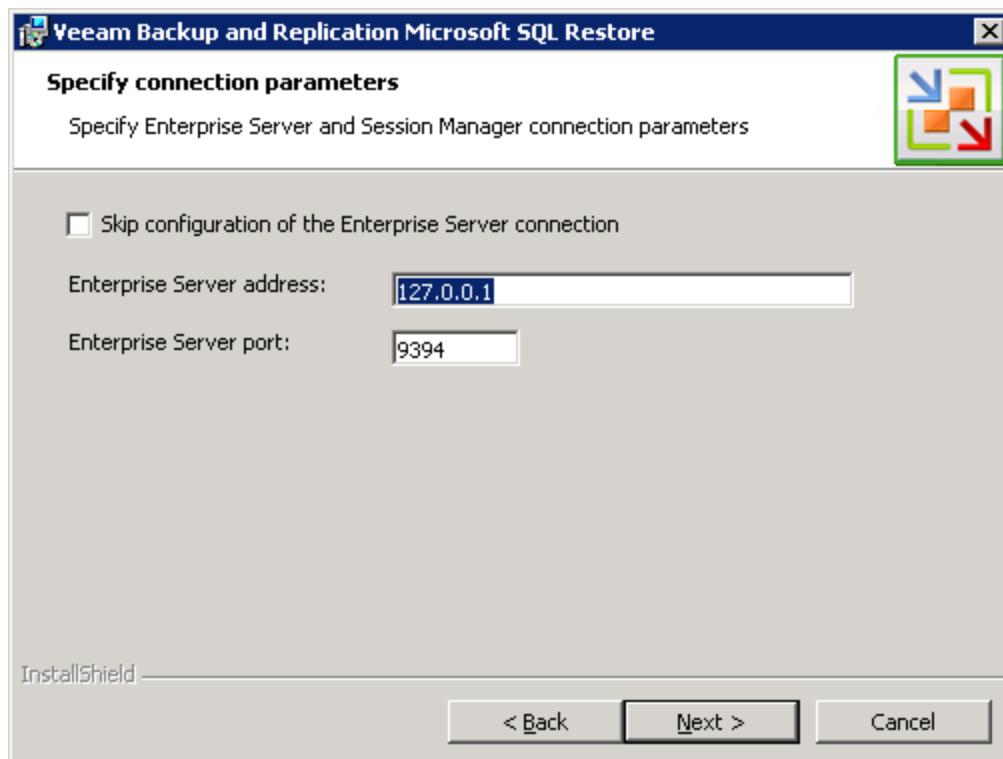 Veeam Backup and Replication Microsoft SQL Restore
Specify connection parameters
Specify Enterprise Server and Session Manager connection parameters
Skip configuration of the Enterprise Server connection
Enterprise Server address: 127.0.0.1
Enterprise Server port: 9394
InstallShield
< Back Next > Cancel